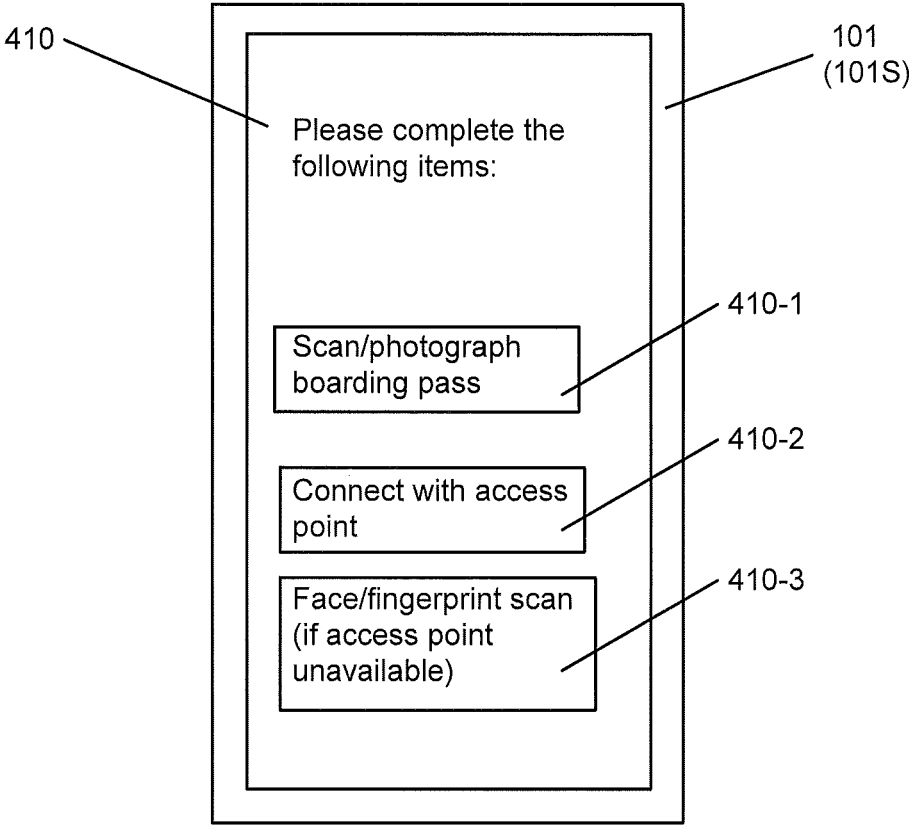 410
101
(101S)
Please complete the
following items:
410-1
Scan/photograph
boarding pass
410-2
Connect with access
point
410-3
Face/fingerprint scan
(if access point
unavailable)